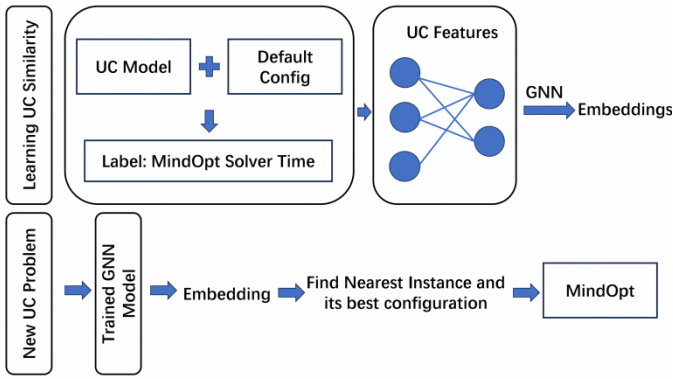 Learning UC Similarity
UC Model
Default
Config
Label: MindOpt Solver Time
UC Features
GNN
Embeddings
New UC Problem
Trained GNN
Model
Embedding
Find Nearest Instance and
its best configuration
MindOpt